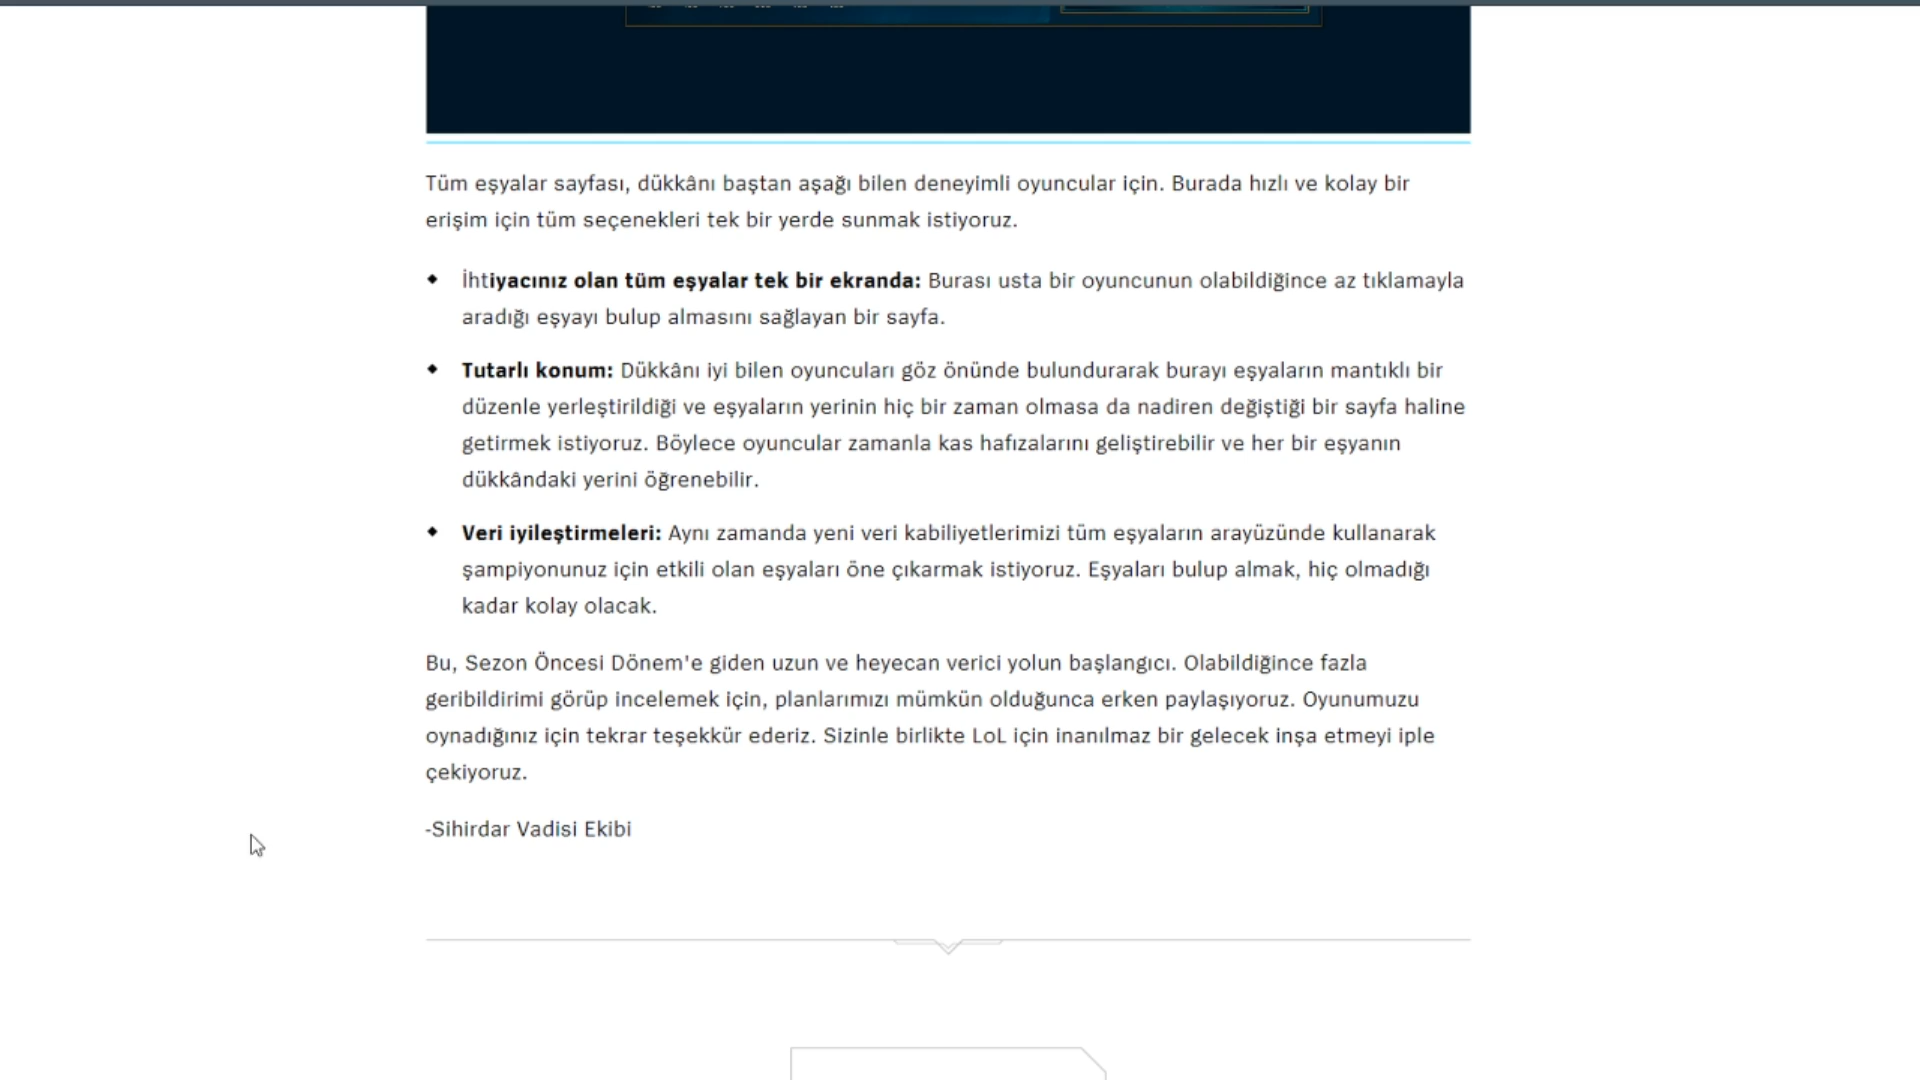 Tüm eşyalar sayfası, dükkânı baştan aşağı bilen deneyimli oyuncular için. Burada hızlı ve kolay bir
erişim için tüm seçenekleri tek bir yerde sunmak istiyoruz.
İhtiyacınız olan tüm eşyalar tek bir ekranda: Burası usta bir oyuncunun olabildiğince az tıklamayla
aradığı eşyayı bulup almasını sağlayan bir sayfa.
Tutarlı konum: Dükkânı iyi bilen oyuncuları göz önünde bulundurarak burayı eşyaların mantıklı bir
düzenle yerleştirildiği ve eşyaların yerinin hiç bir zaman olmasa da nadiren değiştiği bir sayfa haline
getirmek istiyoruz. Böylece oyuncular zamanla kas hafızalarını geliştirebilir ve her bir eşyanın
dükkândaki yerini öğrenebilir.
Veri iyileştirmeleri: Aynı zamanda yeni veri kabiliyetlerimizi tüm eşyaların arayüzünde kullanarak
şampiyonunuz için etkili olan eşyaları öne çıkarmak istiyoruz. Eşyaları bulup almak, hiç olmadığı
kadar kolay olacak.
Bu, Sezon Öncesi Dönem'e giden uzun ve heyecan verici yolun başlangıcı. Olabildiğince fazla
geribildirimi görüp incelemek için, planlarımızı mümkün olduğunca erken paylaşıyoruz. Oyunumuzu
oynadığınız için tekrar teşekkür ederiz. Sizinle birlikte LoL için inanılmaz bir gelecek inşa etmeyi iple
çekiyoruz.
-Sihirdar Vadisi Ekibi